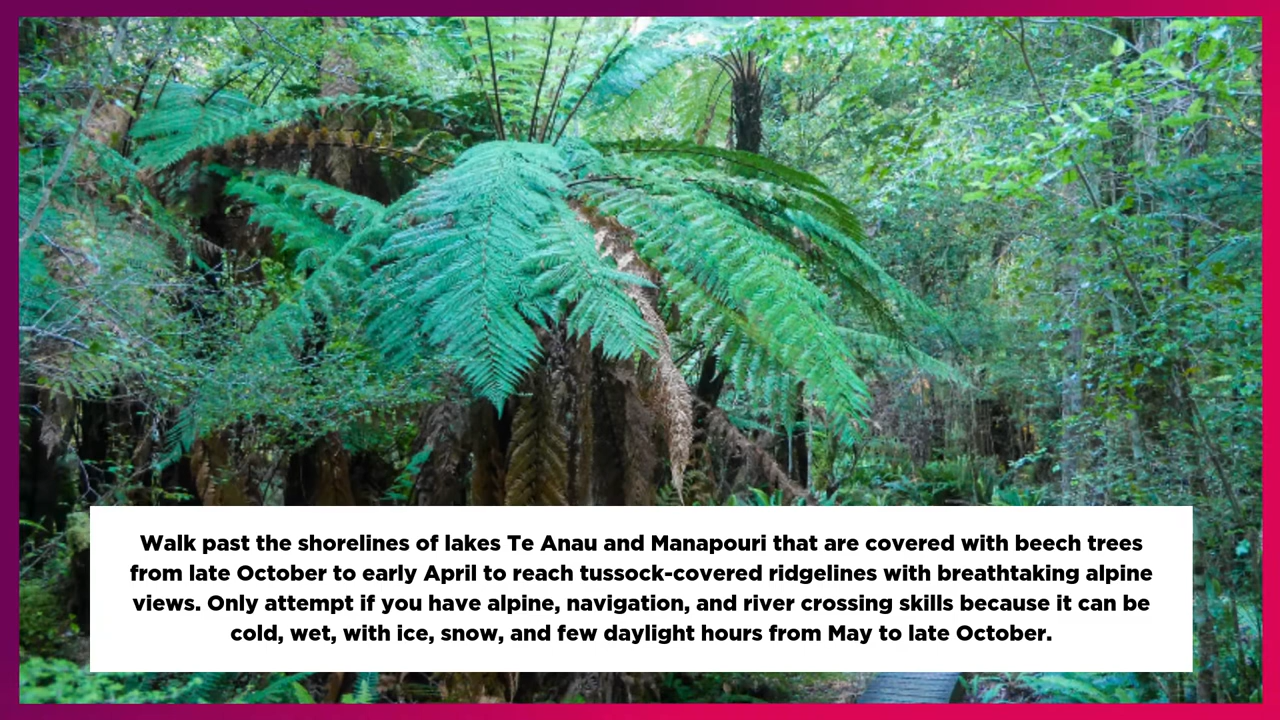 Walk past the shorelines of lakes Te Anau and Manapouri that are covered with beech trees
from late October to early April to reach tussock-covered ridgelines with breathtaking alpine
views. Only attempt if you have alpine, navigation, and river crossing skills because it can be
cold, wet, with ice, snow, and few daylight hours from May to late October.